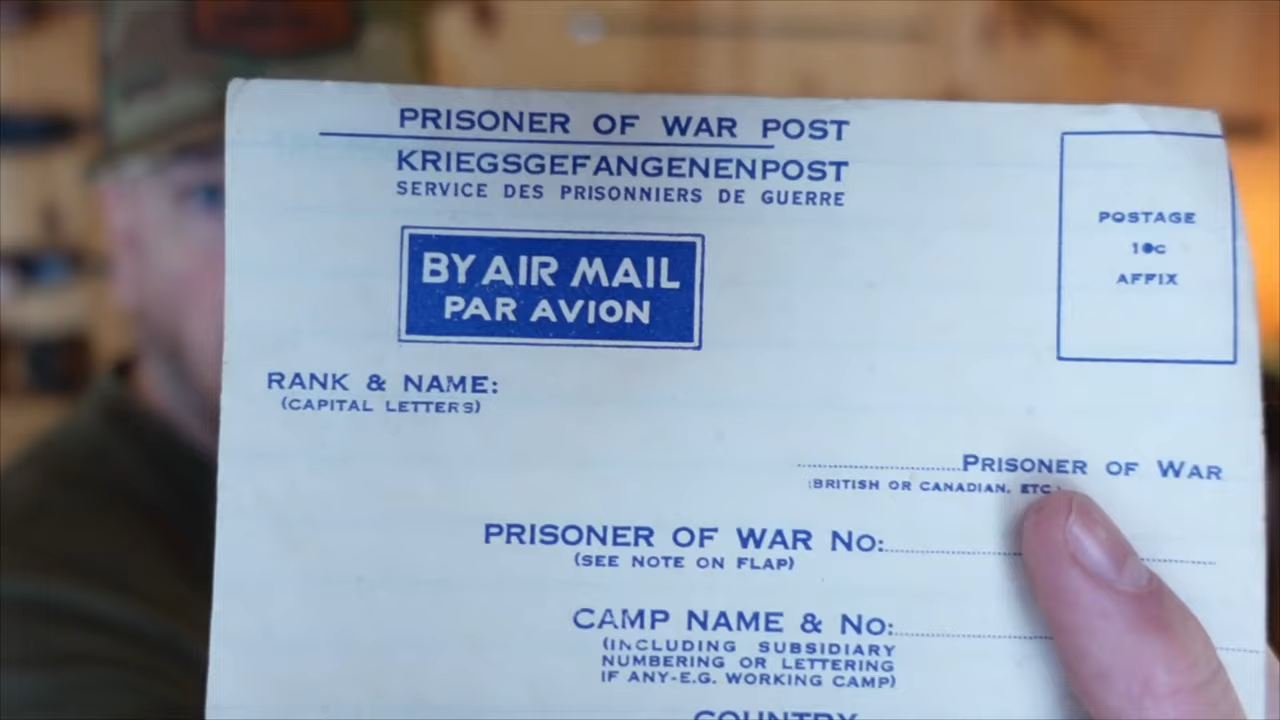 PRISONER OF WAR POST
KRIEGSGEFANGENENPOST
SERVICE DES PRISONNIERS DE GUERRE
BY AIR MAIL
PAR AVION
POSTAGE
10c
AFFIX
RANK & NAME:
(CAPITAL LETTERS)
PRISONER OF WAR
(BRITISH OR CANADIAN, ETC
PRISONER OF WAR NO:
(SEE NOTE ON FLAP)
CAMP NAME & NO:
(INCLUDING SUBSIDIARY
NUMBERING OR LETTERING
IF ANY-E.G. WORKING CAMP)
COUNTRY